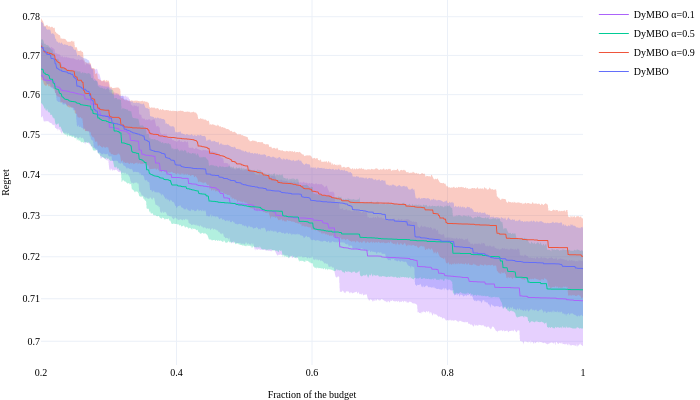 0.78
0.77
0.76
0.75
0.74
0.73
0.72
0.71
0.7
Regret
0.2
0.4
0.6
0.8
1
Fraction of the budget
DyMBO α=0.1
DyMBO α=0.5
DyMBO α=0.9
DyMBO